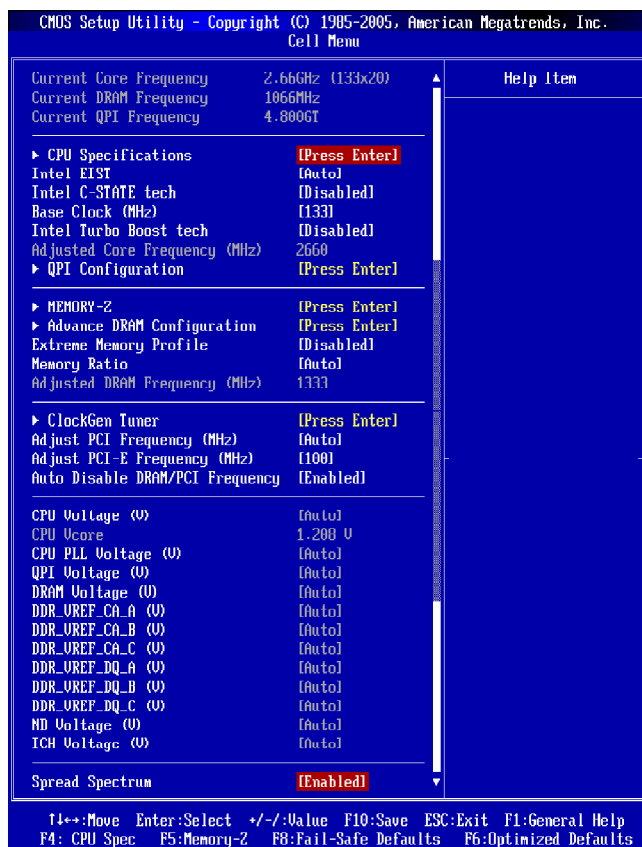 CMOS Setup Utility - Copyright (C) 1985-2005, American Megatrends, Inc.
Cell Menu
Current Core Frequency 2.66GHz (133x20)
Current DRAM Frequency 1066MHz
Current QPI Frequency 4.800GT
Help Item
▸ CPU Specifications [Press Enter]
Intel EIST [Auto]
Intel C-STATE tech [Disabled]
Base Clock (MHz) [133]
Intel Turbo Boost tech [Disabled]
Adjusted Core Frequency (MHz) 2660
▸ QPI Configuration [Press Enter]
▸ MEMORY-Z [Press Enter]
▸ Advance DRAM Configuration [Press Enter]
Extreme Memory Profile [Disabled]
Memory Ratio [Auto]
Adjusted DRAM Frequency (MHz) 1333
▸ ClockGen Tuner [Press Enter]
Adjust PCI Frequency (MHz) [Auto]
Adjust PCI-E Frequency (MHz) [100]
Auto Disable DRAM/PCI Frequency [Enabled]
CPU Voltage (V) [Auto]
CPU Vcore 1.208 V
CPU PLL Voltage (V) [Auto]
QPI Voltage (V) [Auto]
DRAM Voltage (V) [Auto]
DDR_VREF_CA_A (V) [Auto]
DDR_VREF_CA_B (V) [Auto]
DDR_VREF_CA_C (V) [Auto]
DDR_VREF_DQ_A (V) [Auto]
DDR_VREF_DQ_B (V) [Auto]
DDR_VREF_DQ_C (V) [Auto]
ND Voltage (V) [Auto]
ICH Voltage (V) [Auto]
Spread Spectrum [Enabled]
↑↓←→:Move Enter:Select +/-/:Value F10:Save ESC:Exit F1:General Help
F4: CPU Spec F5:Memory-Z F8:Fail-Safe Defaults F6:Optimized Defaults